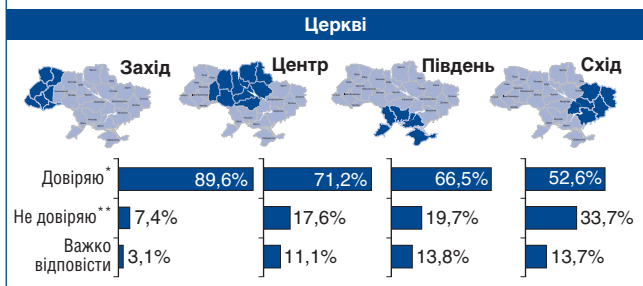 Церкві
Захід Центр Південь Схід
Довіряю* 89,6% 71,2% 66,5% 52,6%
Не довіряю** 7,4% 17,6% 19,7% 33,7%
Важко
відповісти 3,1% 11,1% 13,8% 13,7%